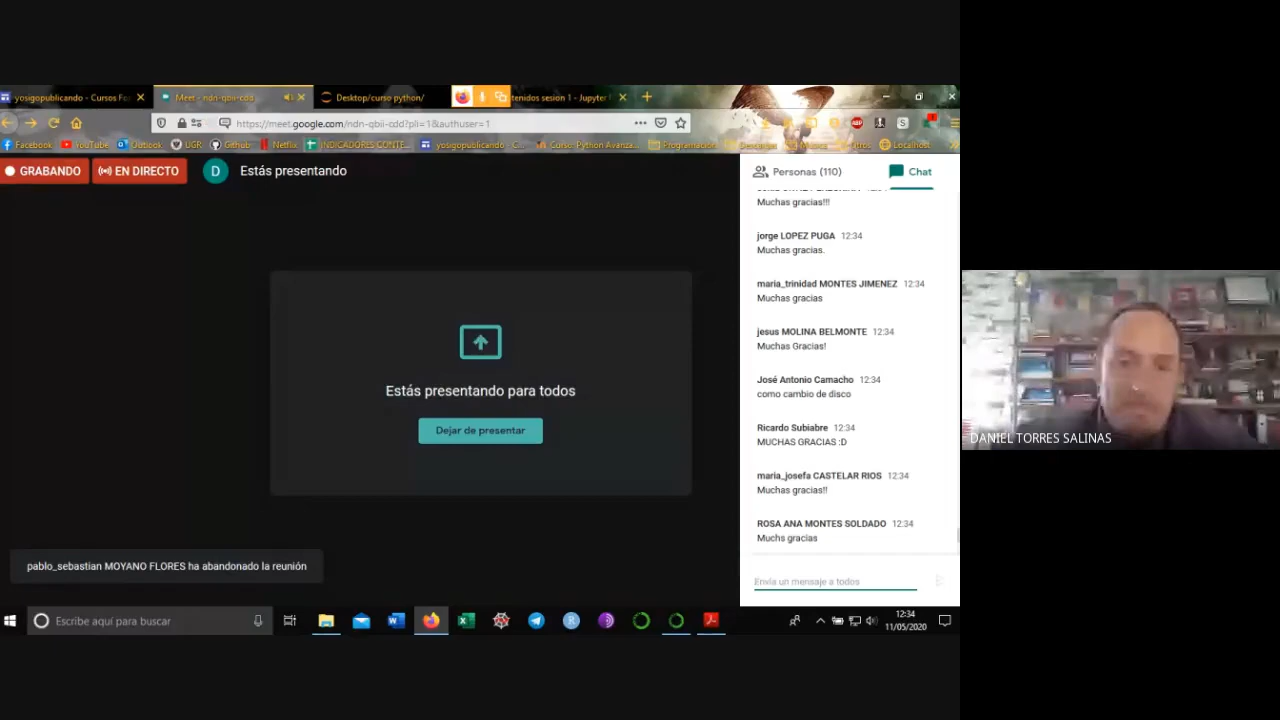 yosigopublicando - Cursos Fo
Meet - ndn-qbii-cdd
Desktop/curso python/
tenidos sesión 1 - Jupyter
https://meet.google.com/ndn-qbii-cdd?pli=1&authuser=1
Facebook
YouTube
Outlook
UGR
Github
Netflix
INDICADORES CONTE...
yosigopublicando - C...
Curso: Python Avanza...
Programacion
Descargas
Musica
Otros
Localhost
GRABANDO
EN DIRECTO
D
Estás presentando
Personas (110)
Chat
Muchas gracias!!!
jorge LOPEZ PUGA 12:34
Muchas gracias.
maria_trinidad MONTES JIMENEZ 12:34
Muchas gracias
jesus MOLINA BELMONTE 12:34
Muchas Gracias!
José Antonio Camacho 12:34
como cambio de disco
Ricardo Subiabre 12:34
MUCHAS GRACIAS :D
maria_josefa CASTELAR RIOS 12:34
Muchas gracias!!
ROSA ANA MONTES SOLDADO 12:34
Muchs gracias
Envía un mensaje a todos
Estás presentando para todos
Dejar de presentar
pablo_sebastian MOYANO FLORES ha abandonado la reunión
DANIEL TORRES SALINAS
Escribe aquí para buscar
12:34
11/05/2020